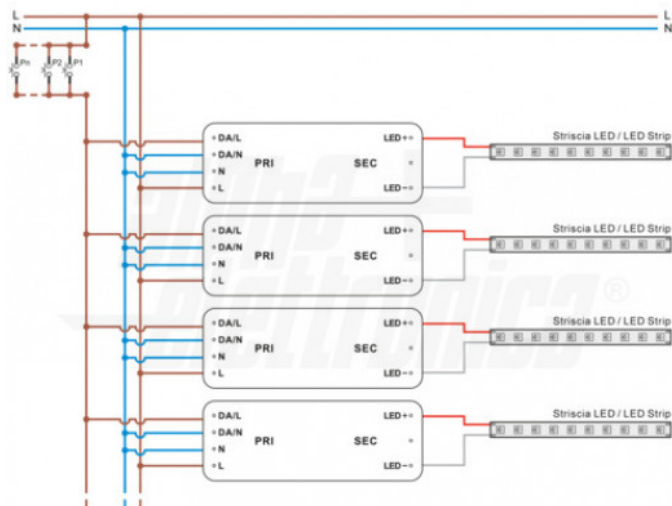 L L
N N
Pn P2 P1
DA/L LED+ Striscia LED / LED Strip
DA/N
PRI SEC
N
L LED−
DA/L LED+ Striscia LED / LED Strip
DA/N
N
PRI SEC
L LED−
DA/L LED+ Striscia LED / LED Strip
DA/N
N
PRI SEC
L LED−
DA/L LED+ Striscia LED / LED Strip
DA/N
N
PRI SEC
L LED−
alpha
elettronica®